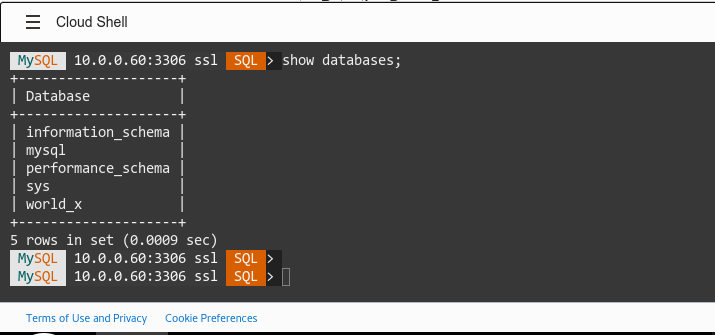 Cloud Shell
MySQL 10.0.0.60:3306 ssl SQL > show databases;
+--------------------+
| Database           |
+--------------------+
| information_schema |
| mysql              |
| performance_schema |
| sys                |
| world_x            |
+--------------------+
5 rows in set (0.0009 sec)
MySQL 10.0.0.60:3306 ssl SQL >
MySQL 10.0.0.60:3306 ssl SQL >
Terms of Use and Privacy Cookie Preferences